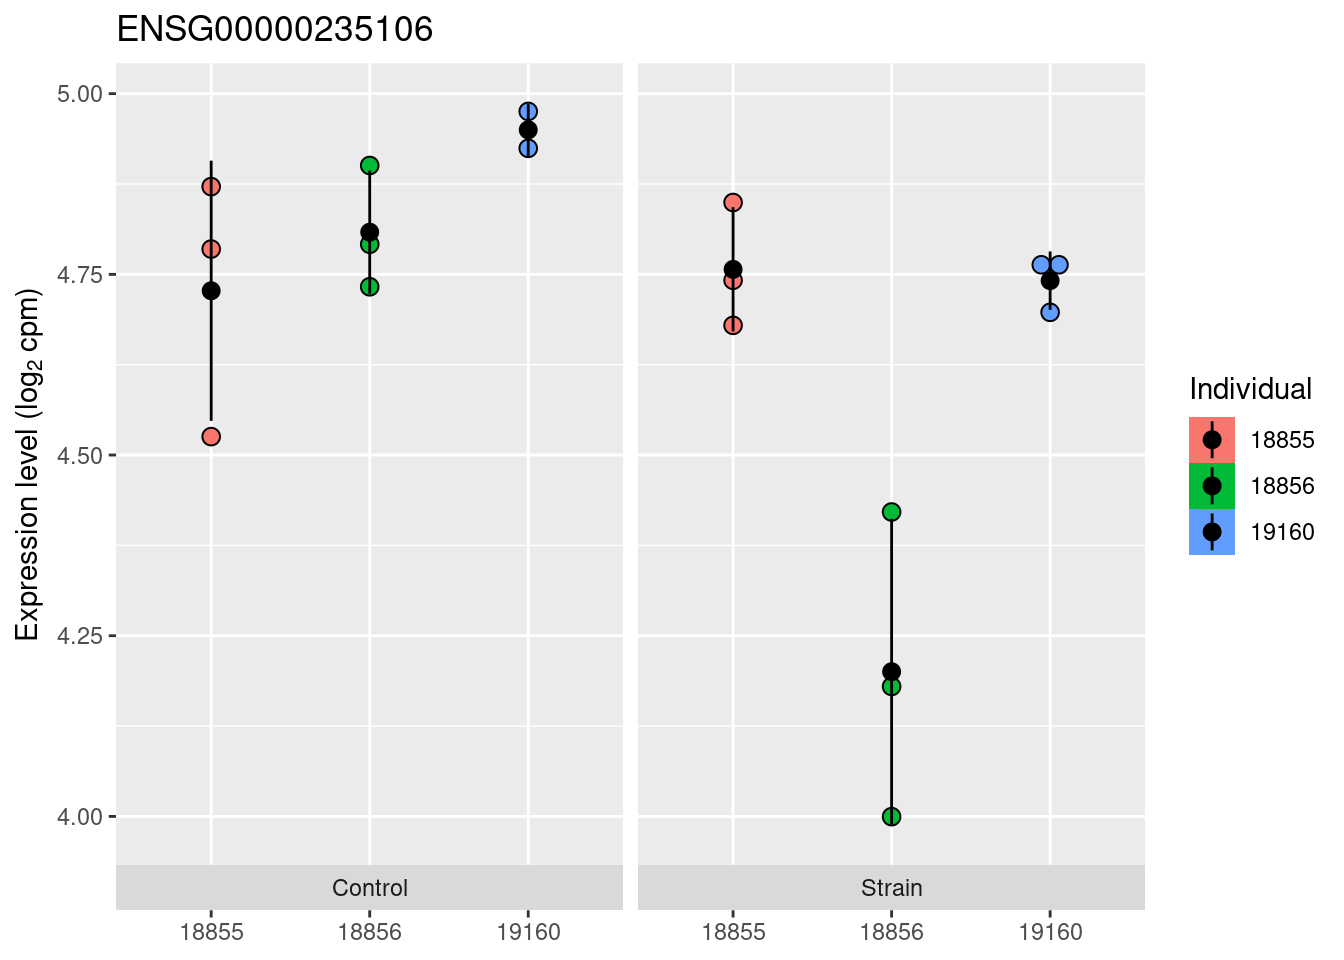 ENSG00000235106
Expression level (log₂ cpm)
5.00
4.75
4.50
4.25
4.00
Control
Strain
18855
18856
19160
18855
18856
19160
Individual
18855
18856
19160